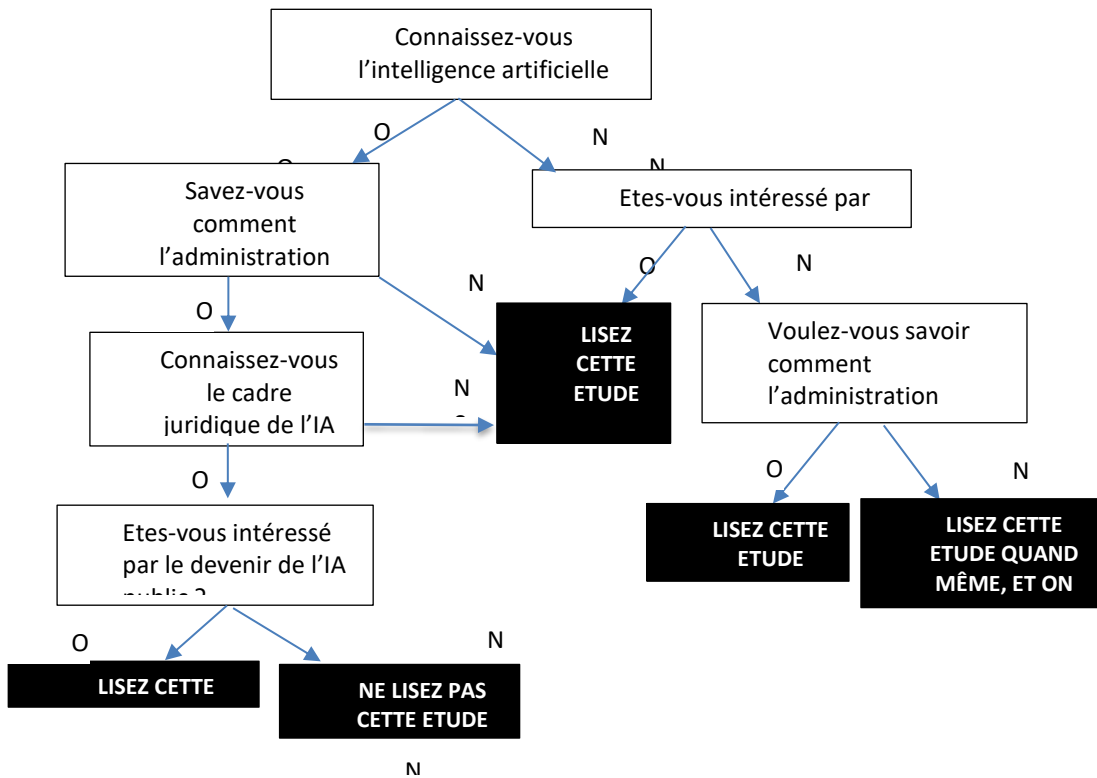 Connaissez-vous
l’intelligence artificielle
O
N
N
Savez-vous
comment
l’administration
Etes-vous intéressé par
O
N
N
O
Connaissez-vous
le cadre
juridique de l’IA
N
LISEZ
CETTE
ETUDE
Voulez-vous savoir
comment
l’administration
O
O
N
Etes-vous intéressé
par le devenir de l’IA
LISEZ CETTE
ETUDE
LISEZ CETTE
ETUDE QUAND
MÊME, ET ON
O
N
LISEZ CETTE
NE LISEZ PAS
CETTE ETUDE
N